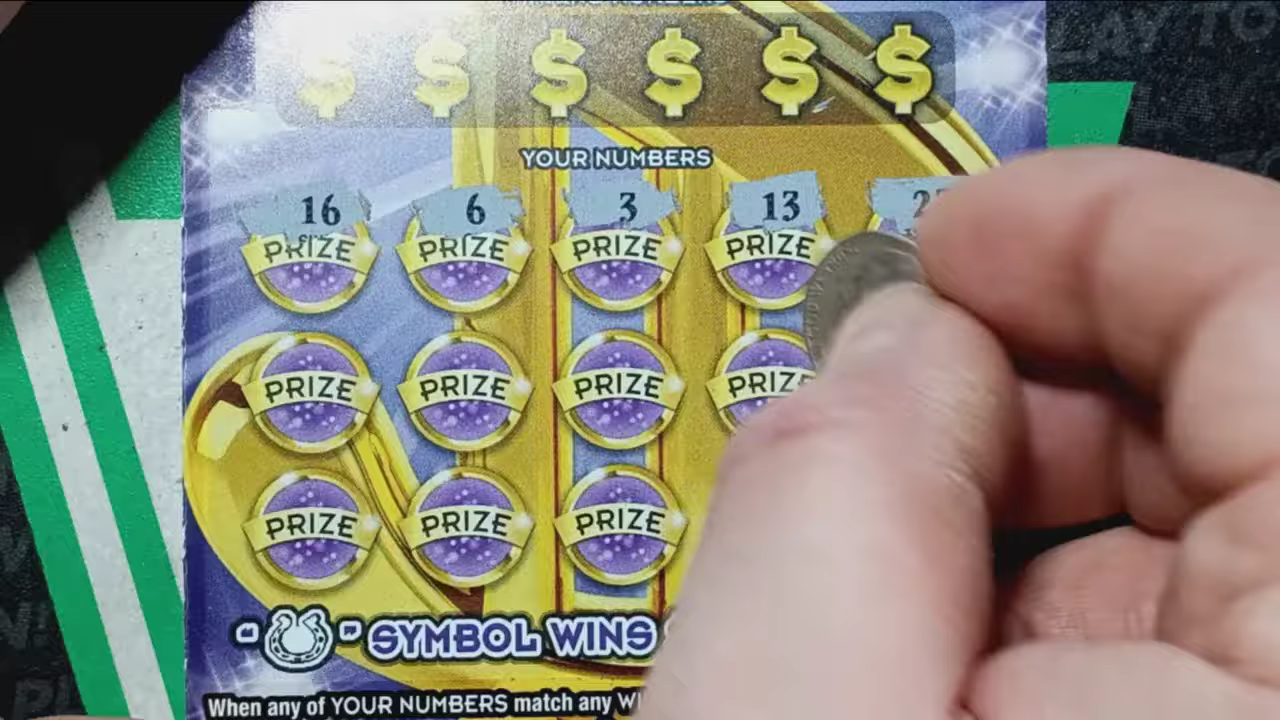 $ $ $ $ $ $
YOUR NUMBERS
16 6 3 13
PRIZE PRIZE PRIZE PRIZE
PRIZE PRIZE PRIZE PRIZE
PRIZE PRIZE PRIZE
" " SYMBOL WINS
When any of YOUR NUMBERS match any